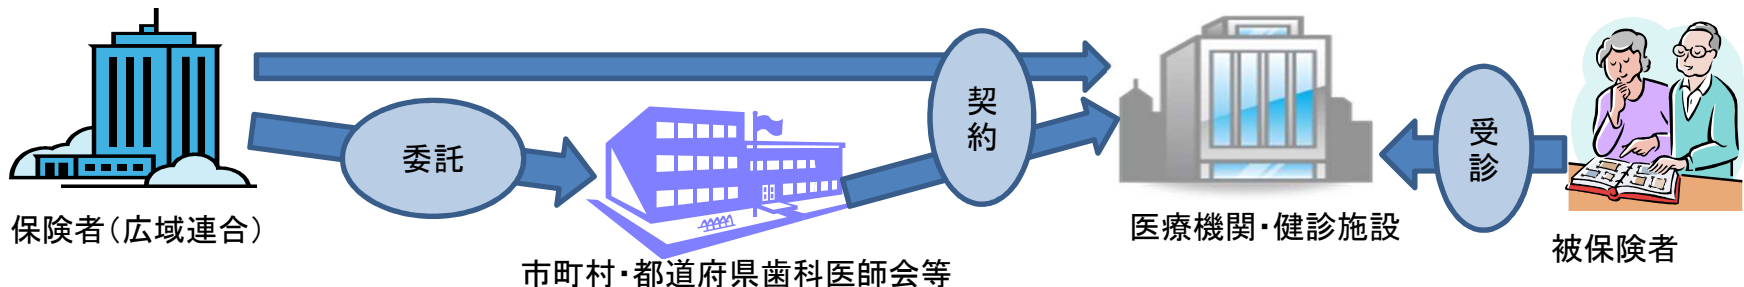 保険者(広域連合)
委託
市町村・都道府県歯科医師会等
契約
医療機関・健診施設
受診
被保険者